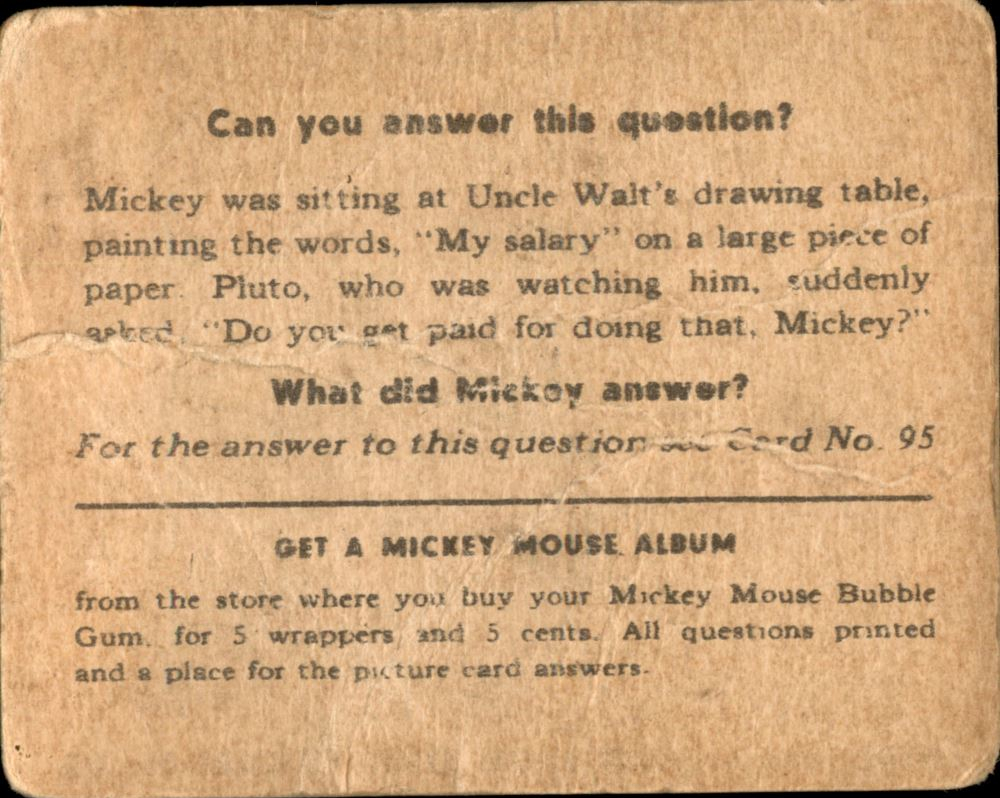 Can you answer this question?
Mickey was sitting at Uncle Walt's drawing table,
painting the words, "My salary" on a large piece of
paper. Pluto, who was watching him, suddenly
asked, "Do you get paid for doing that, Mickey?"
What did Mickey answer?
For the answer to this question see Card No. 95
GET A MICKEY MOUSE ALBUM
from the store where you buy your Mickey Mouse Bubble
Gum, for 5 wrappers and 5 cents. All questions printed
and a place for the picture card answers.